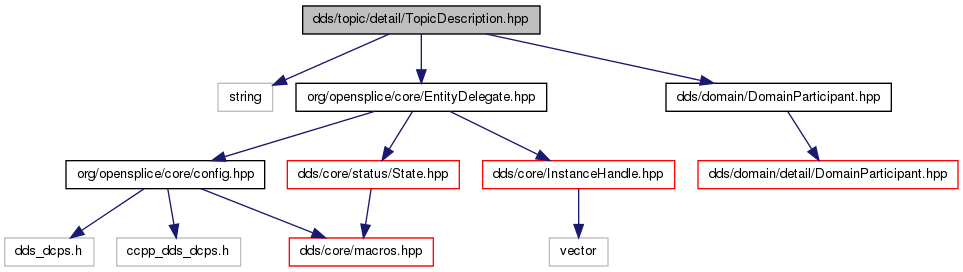 dds/topic/detail/TopicDescription.hpp
string
org/opensplice/core/EntityDelegate.hpp
dds/domain/DomainParticipant.hpp
org/opensplice/core/config.hpp
dds/core/status/State.hpp
dds/core/InstanceHandle.hpp
dds/domain/detail/DomainParticipant.hpp
dds_dcps.h
ccpp_dds_dcps.h
dds/core/macros.hpp
vector